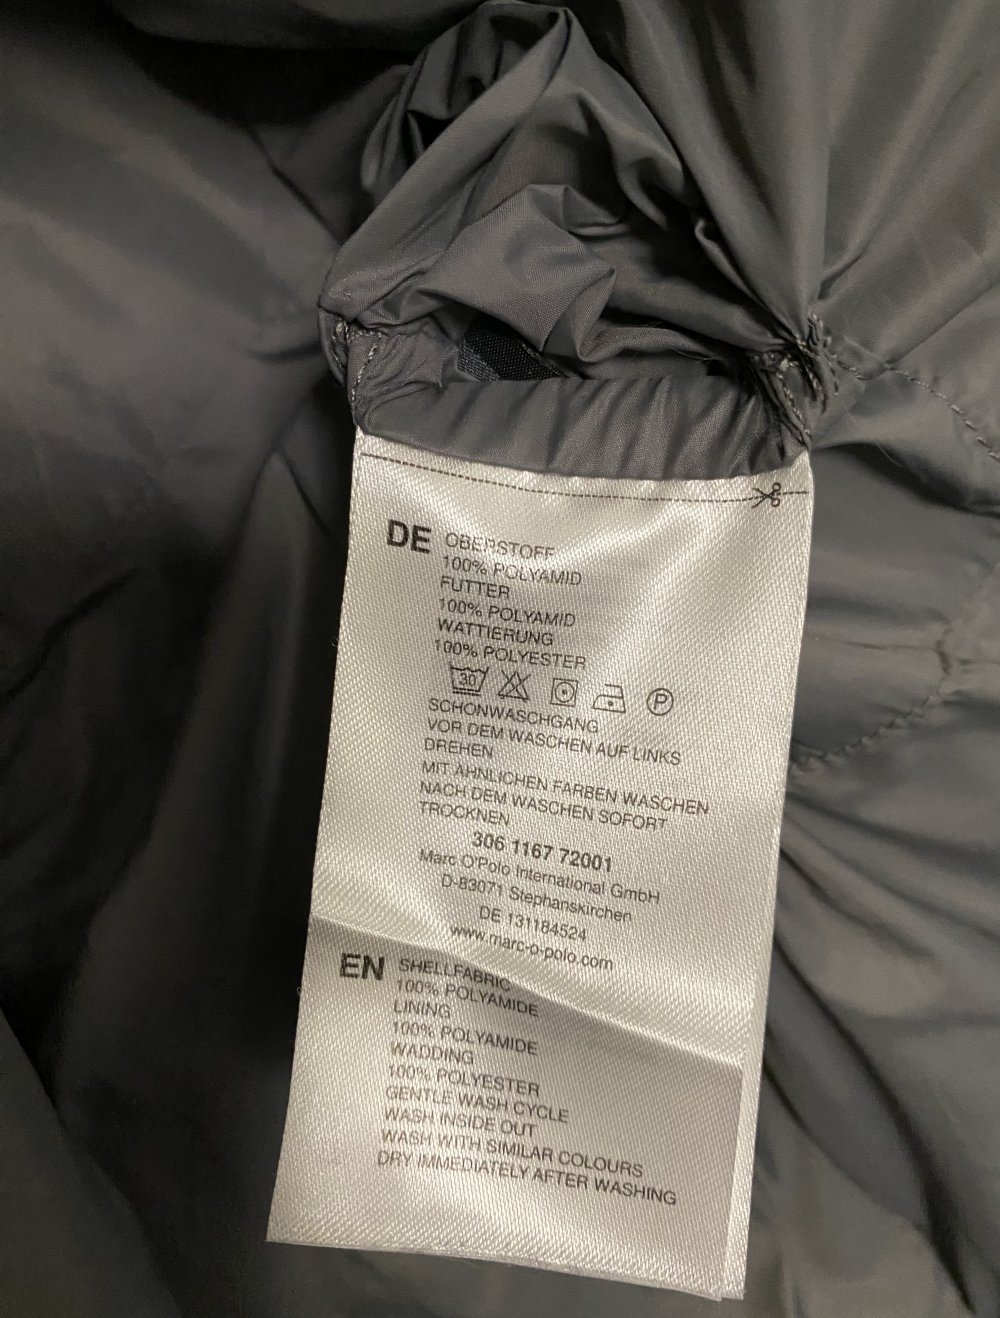 DE OBERSTOFF
100% POLYAMID
FUTTER
100% POLYAMID
WATTIERUNG
100% POLYESTER
30 P
SCHONWASCHGANG
VOR DEM WASCHEN AUF LINKS
DREHEN
MIT ÄHNLICHEN FARBEN WASCHEN
NACH DEM WASCHEN SOFORT
TROCKNEN
306 1167 72001
Marc O'Polo International GmbH
D-83071 Stephanskirchen
DE 131184524
www.marc-o-polo.com
EN SHELLFABRIC
100% POLYAMIDE
LINING
100% POLYAMIDE
WADDING
100% POLYESTER
GENTLE WASH CYCLE
WASH INSIDE OUT
WASH WITH SIMILAR COLOURS
DRY IMMEDIATELY AFTER WASHING